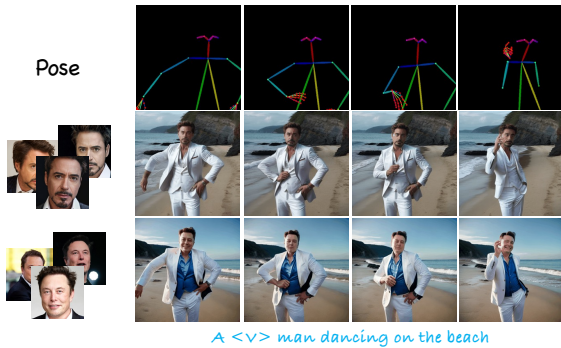 Pose
A <v> man dancing on the beach